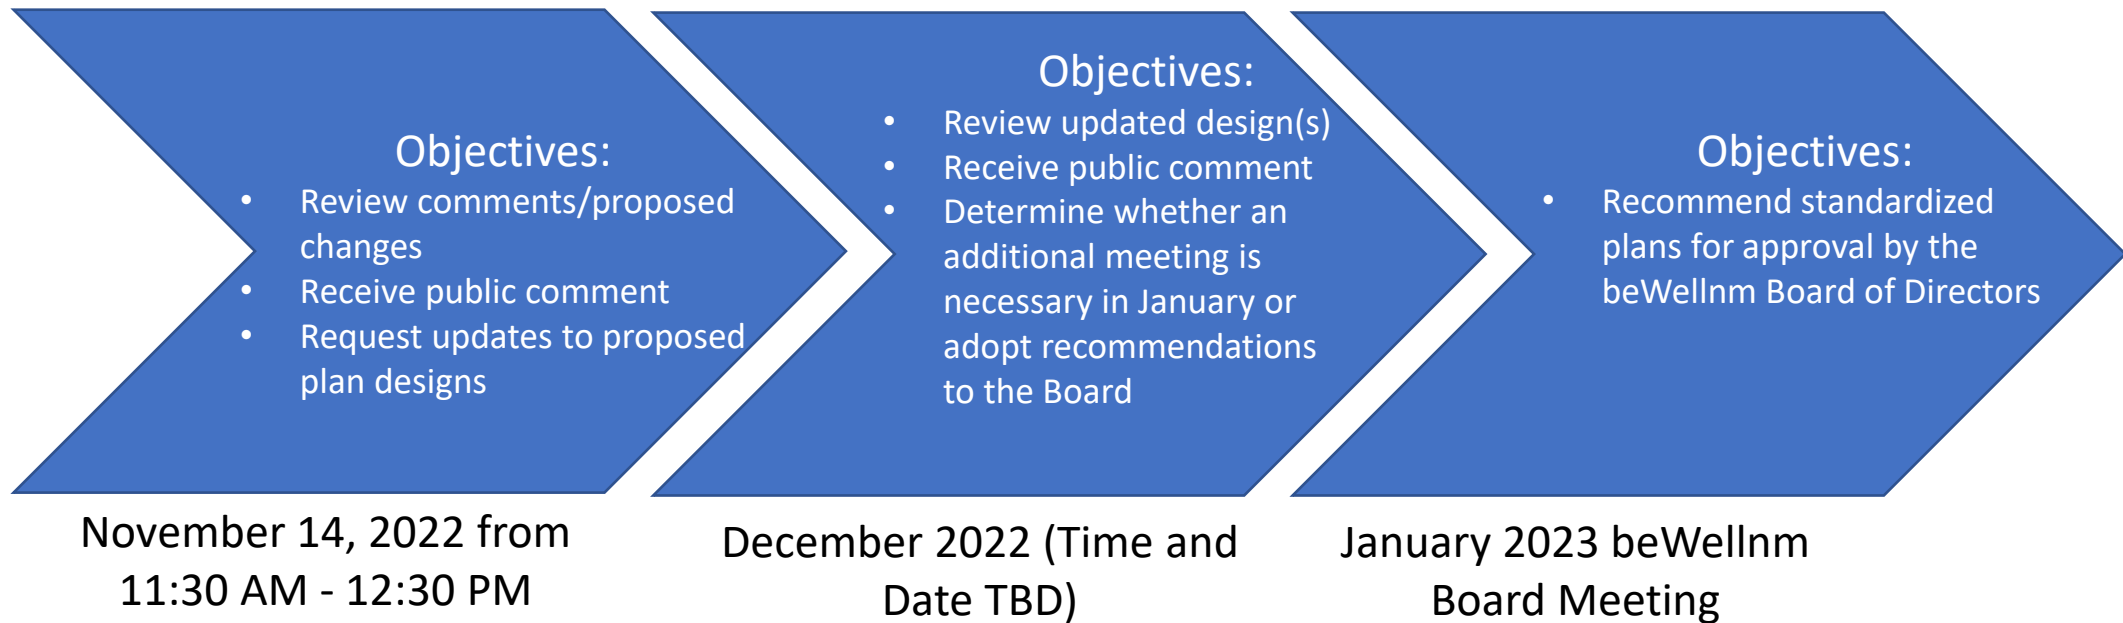 Objectives:
• Review comments/proposed
changes
• Receive public comment
• Request updates to proposed
plan designs
November 14, 2022 from
11:30 AM - 12:30 PM
Objectives:
• Review updated design(s)
• Receive public comment
• Determine whether an
additional meeting is
necessary in January or
adopt recommendations
to the Board
December 2022 (Time and
Date TBD)
Objectives:
• Recommend standardized
plans for approval by the
beWellnm Board of Directors
January 2023 beWellnm
Board Meeting